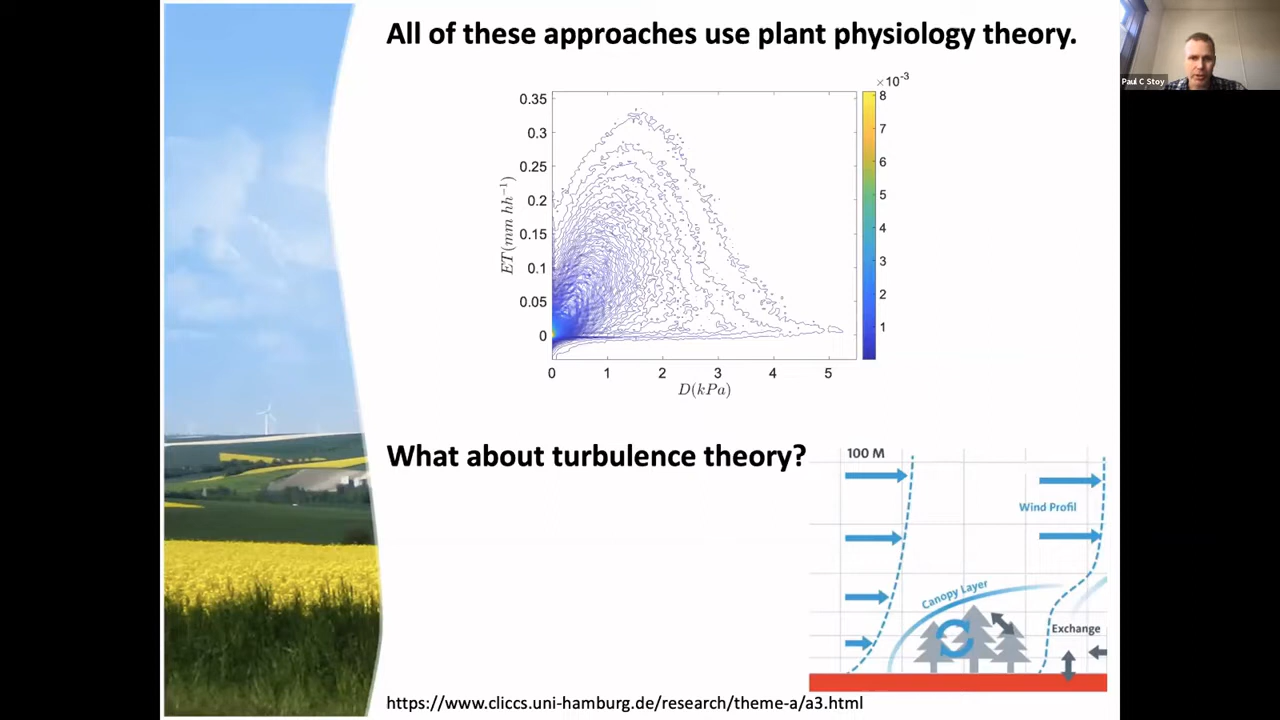 All of these approaches use plant physiology theory.
Paul C Stoy
×10⁻³
0.35
0.3
0.25
0.2
0.15
0.1
0.05
0
ET(mm hh⁻¹)
0 1 2 3 4 5
D(kPa)
8
7
6
5
4
3
2
1
What about turbulence theory?
100 M
Wind Profil
Canopy Layer
Exchange
https://www.cliccs.uni-hamburg.de/research/theme-a/a3.html